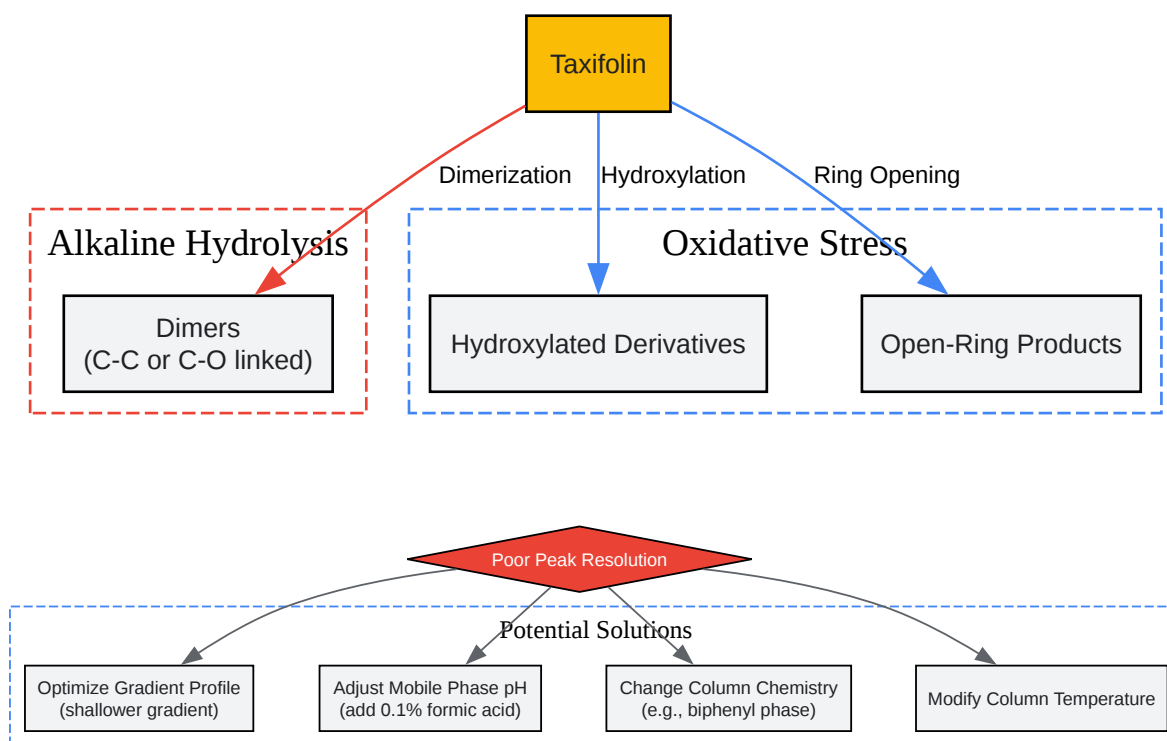 Taxifolin
Dimerization
Hydroxylation
Ring Opening
Alkaline Hydrolysis
Oxidative Stress
Dimers
(C-C or C-O linked)
Hydroxylated Derivatives
Open-Ring Products
Poor Peak Resolution
Potential Solutions
Optimize Gradient Profile
(shallower gradient)
Adjust Mobile Phase pH
(add 0.1% formic acid)
Change Column Chemistry
(e.g., biphenyl phase)
Modify Column Temperature